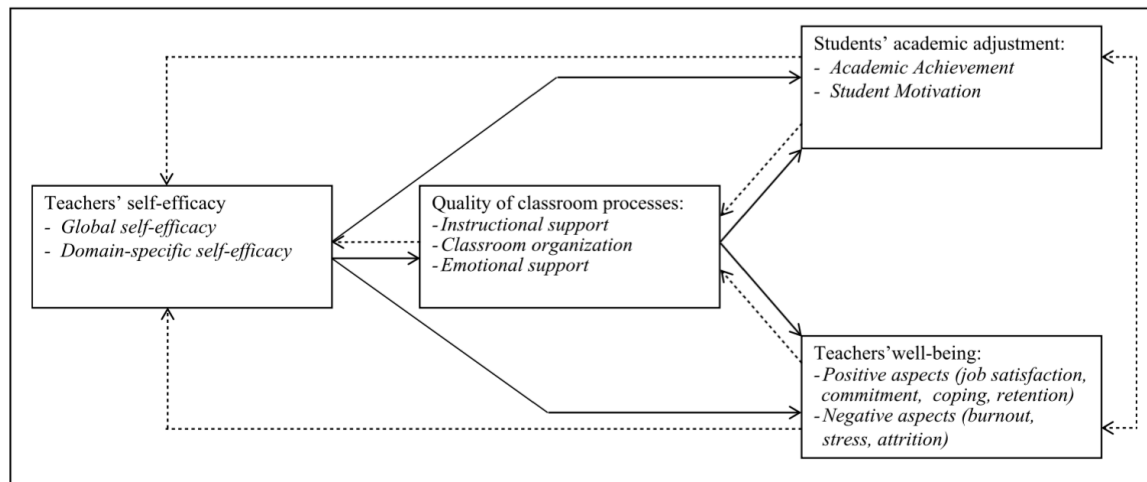 Students’ academic adjustment:
- Academic Achievement
- Student Motivation
Teachers’ self-efficacy
- Global self-efficacy
- Domain-specific self-efficacy
Quality of classroom processes:
-Instructional support
-Classroom organization
-Emotional support
Teachers’well-being:
-Positive aspects (job satisfaction,
commitment, coping, retention)
-Negative aspects (burnout,
stress, attrition)